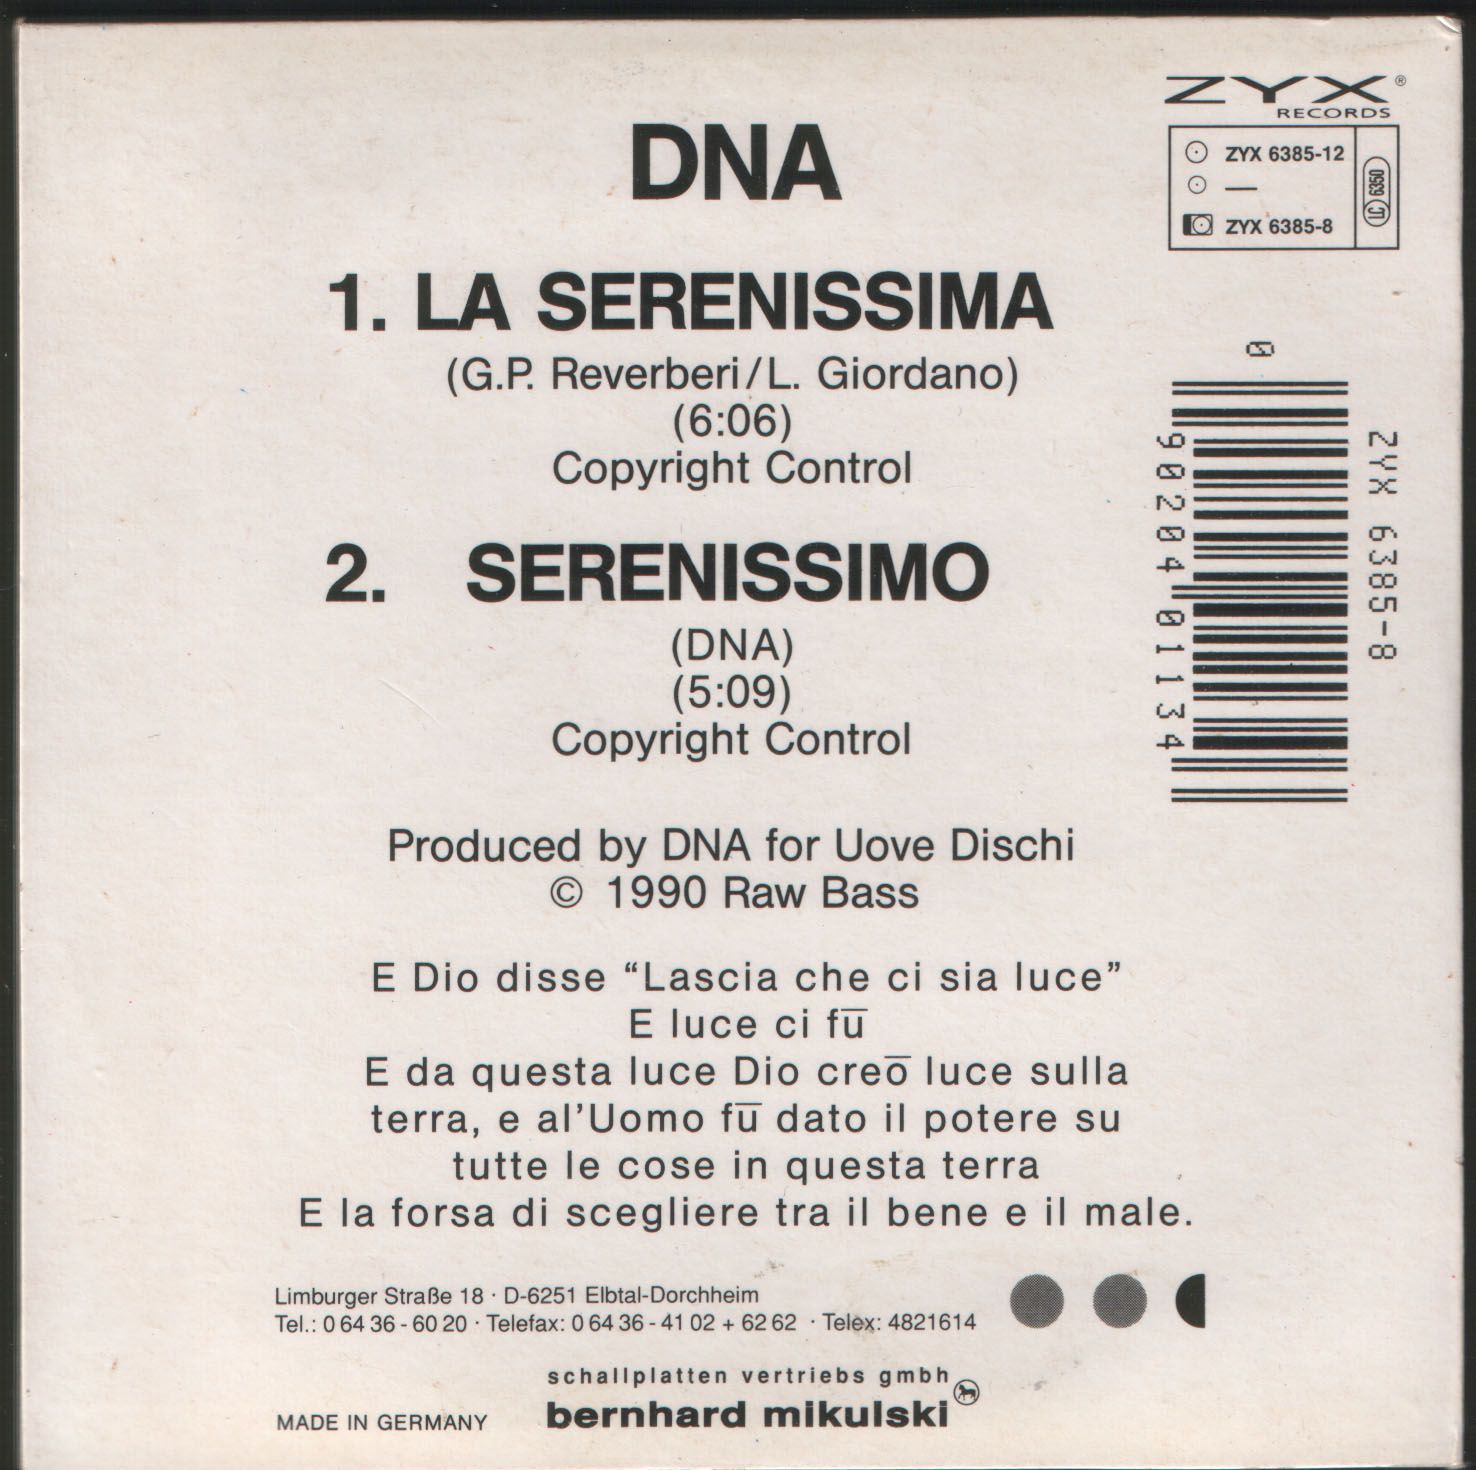 ZYX®
RECORDS
ZYX 6385-12
—
ZYX 6385-8
LC 6350
DNA
1. LA SERENISSIMA
(G.P. Reverberi/L. Giordano)
(6:06)
Copyright Control
2. SERENISSIMO
(DNA)
(5:09)
Copyright Control
0
90204 01134
ZYX 6385-8
Produced by DNA for Uove Dischi
© 1990 Raw Bass
E Dio disse “Lascia che ci sia luce”
E luce ci fū
E da questa luce Dio creō luce sulla
terra, e al’Uomo fū dato il potere su
tutte le cose in questa terra
E la forsa di scegliere tra il bene e il male.
Limburger Straße 18 · D-6251 Elbtal-Dorchheim
Tel.: 0 64 36 - 60 20 · Telefax: 0 64 36 - 41 02 + 62 62 · Telex: 4821614
schallplatten vertriebs gmbh
bernhard mikulski
MADE IN GERMANY